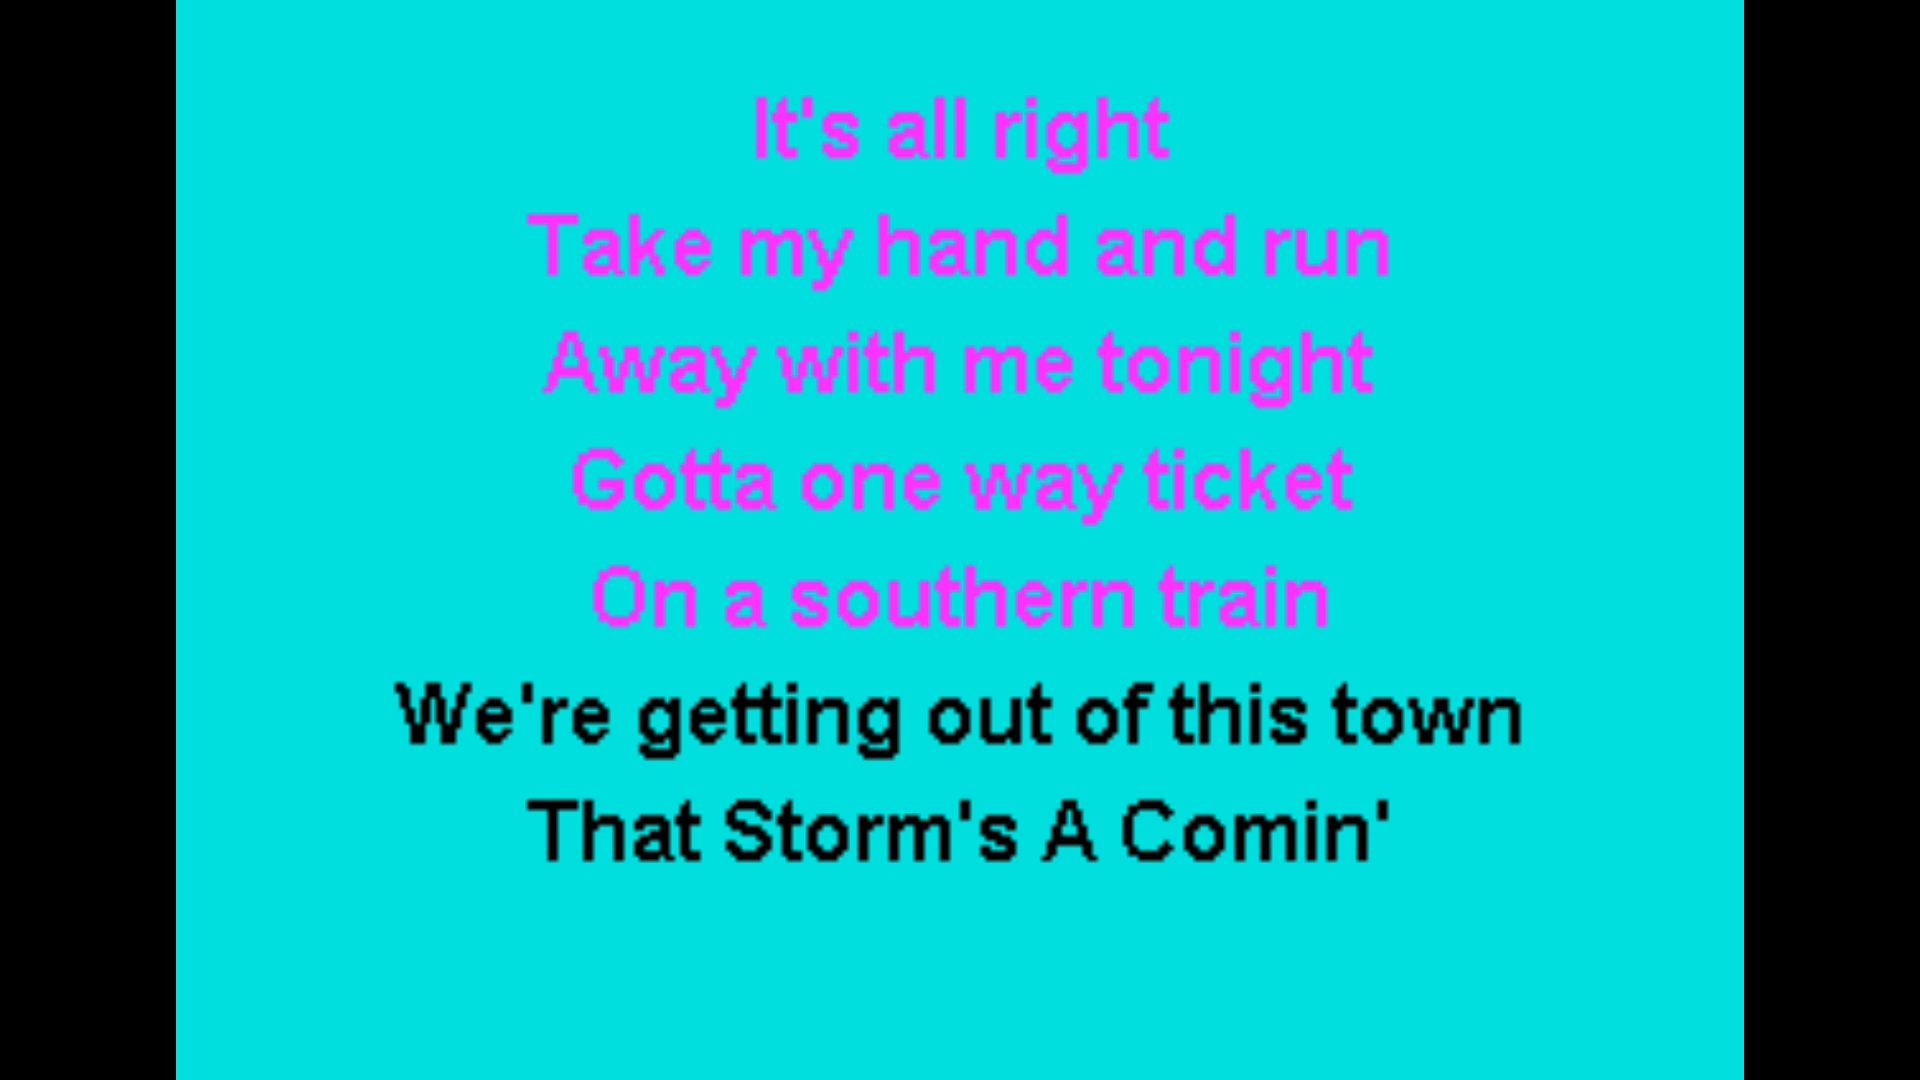 It's all right
Take my hand and run
Away with me tonight
Gotta one way ticket
On a southern train
We're getting out of this town
That Storm's A Comin'